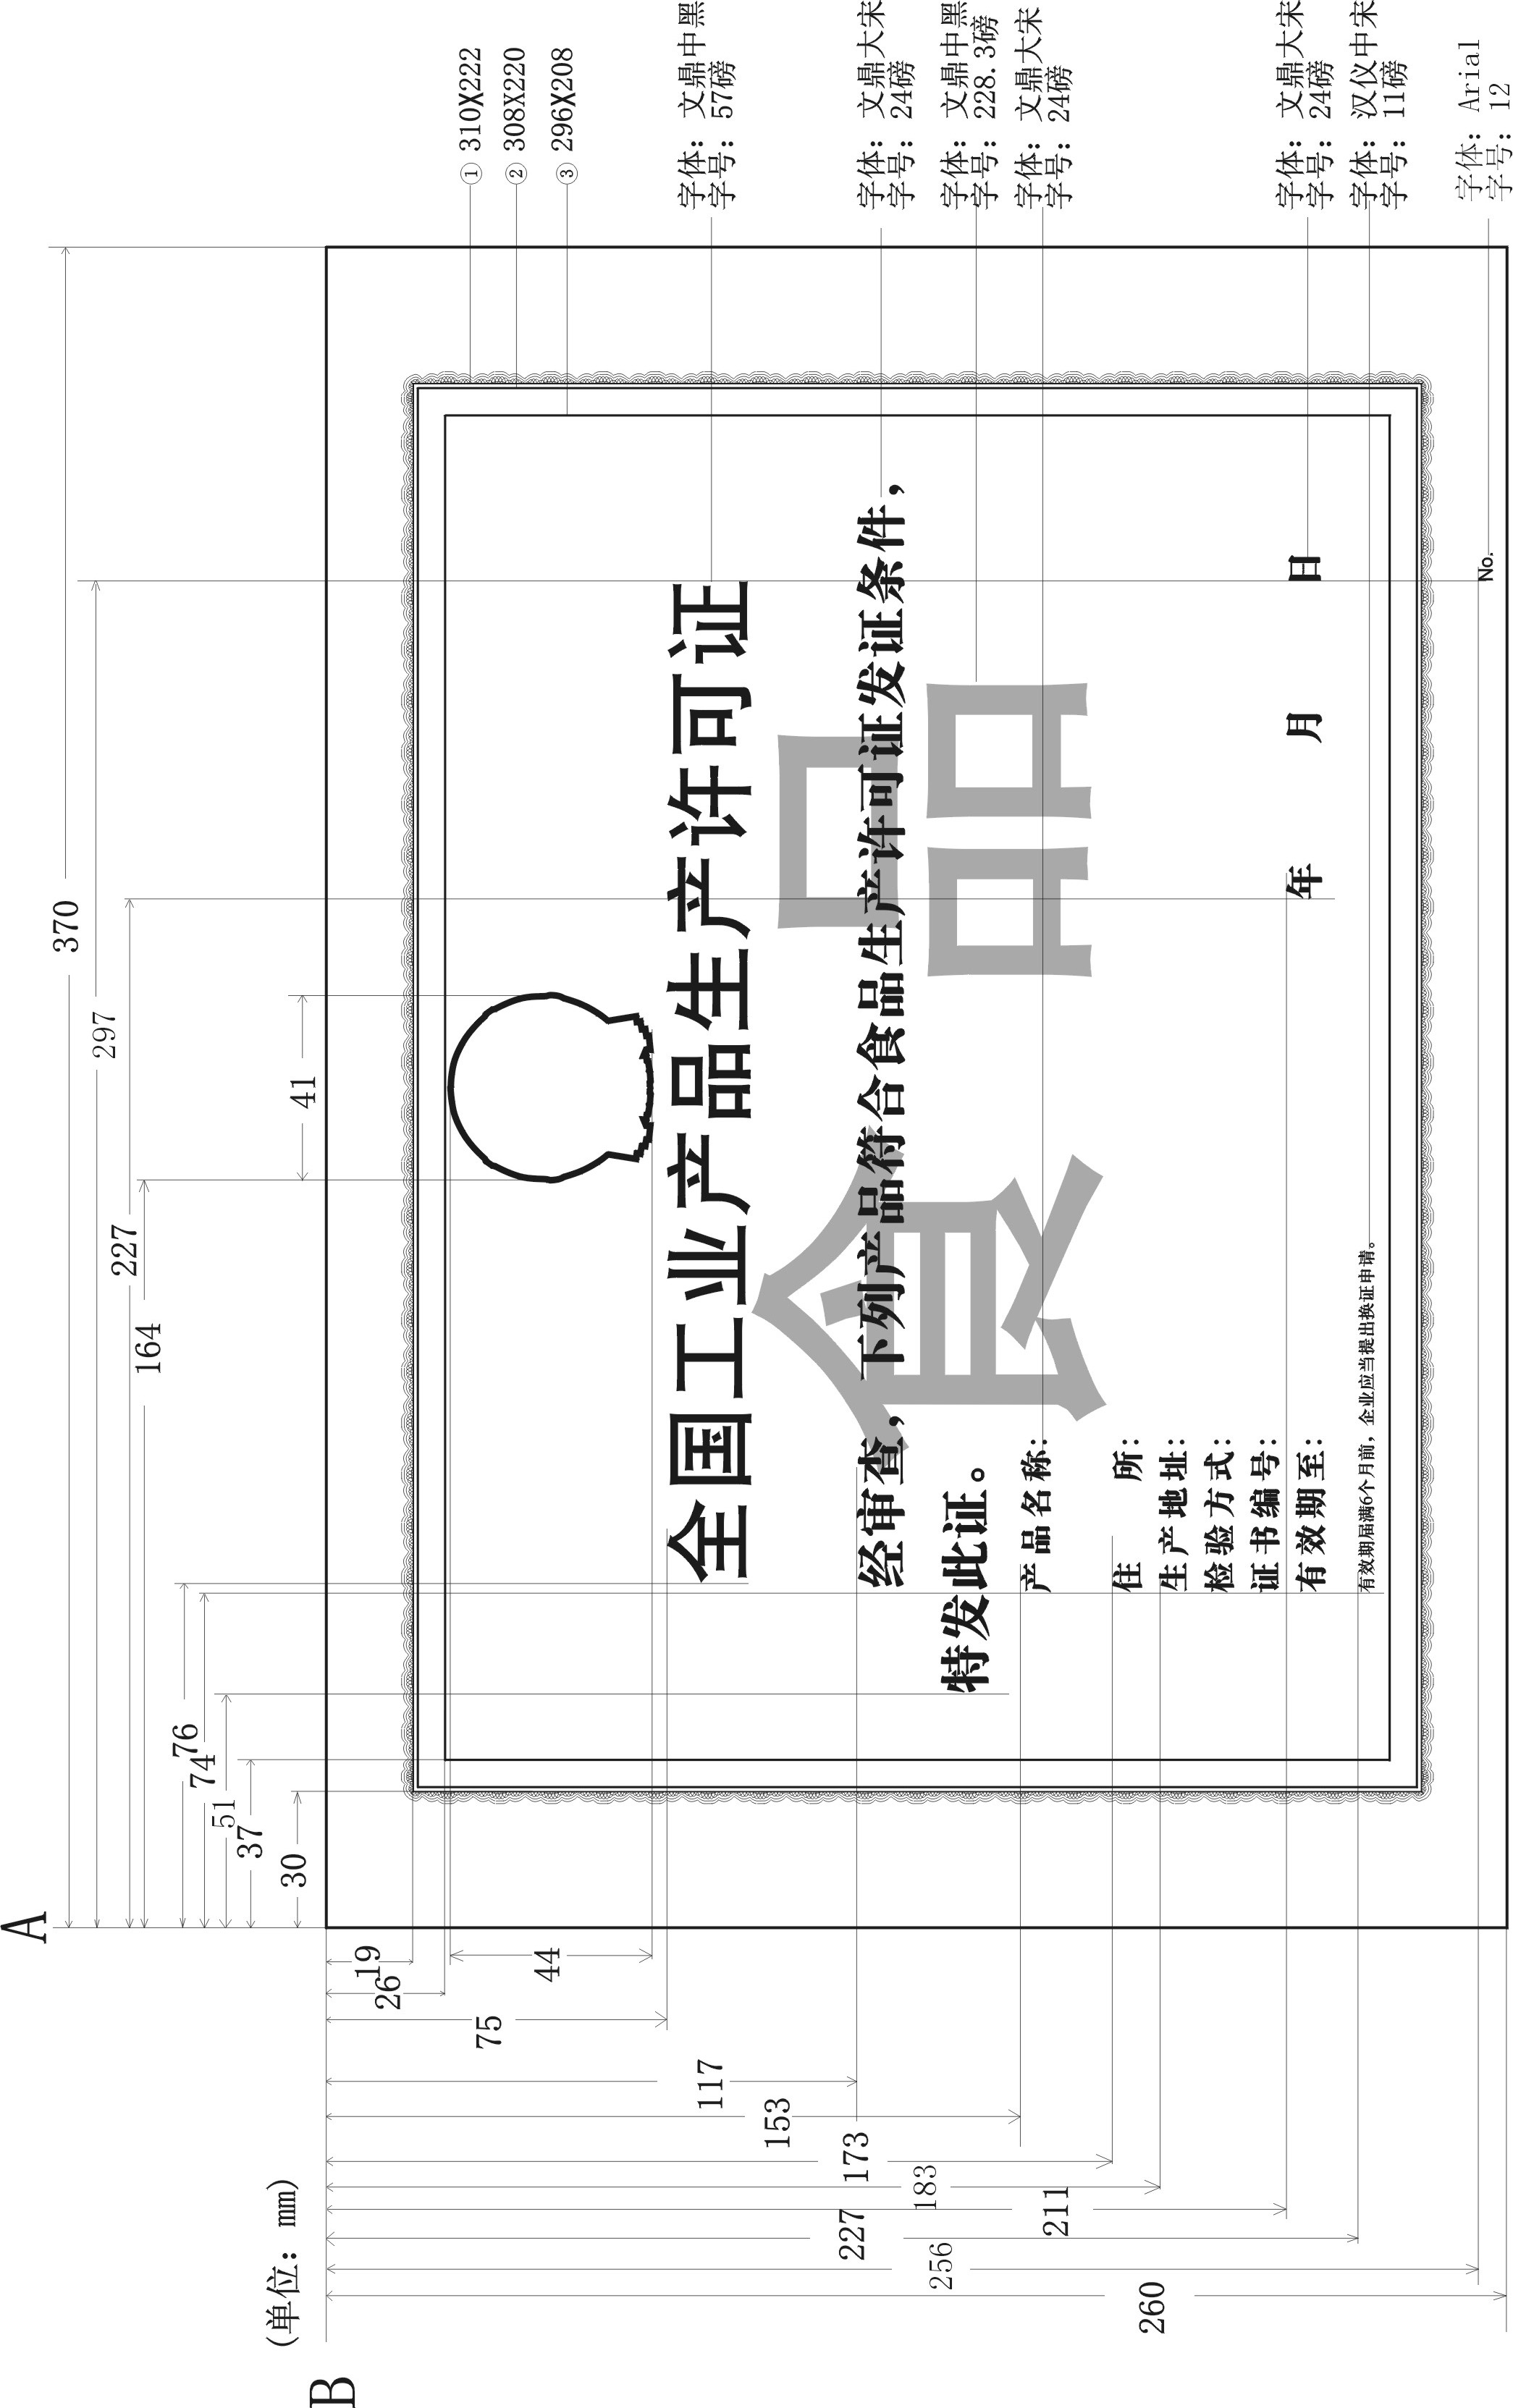 A
370
297
227
164
76
74
51
37
30
41
(单位：mm)
B
19
26
44
75
117
153
173
183
211
227
256
260
① 310X222
② 308X220
③ 296X208
字体：文鼎中黑
字号：57磅
字体：文鼎大宋
字号：24磅
字体：文鼎中黑
字号：228.3磅
字体：文鼎大宋
字号：24磅
字体：文鼎大宋
字号：24磅
字体：汉仪中宋
字号：11磅
字体：Arial
字号：12
全国工业产品生产许可证
食品
经审查，下列产品符合食品生产许可证发证条件，
特发此证。
产品名称：
住 所：
生产地址：
检验方式：
证书编号：
有效期至：
年 月 日
有效期届满6个月前，企业应当提出换证申请。
No.